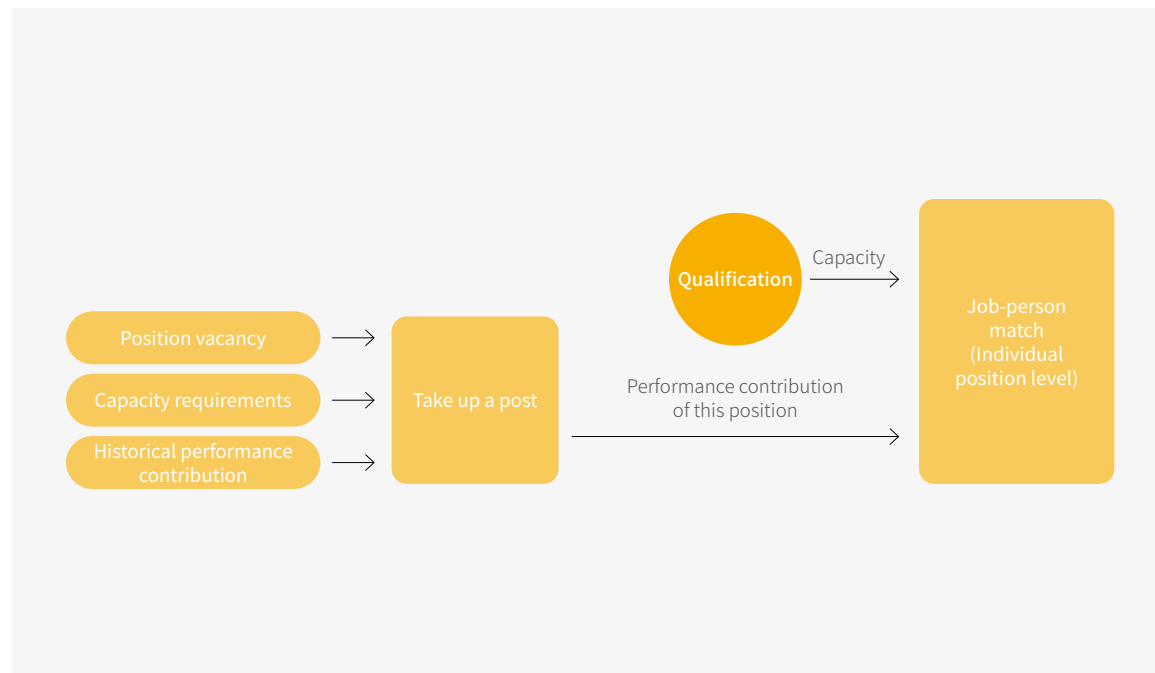 Position vacancy
Capacity requirements
Historical performance
contribution
Take up a post
Qualification
Capacity
Performance contribution
of this position
Job-person
match
(Individual
position level)